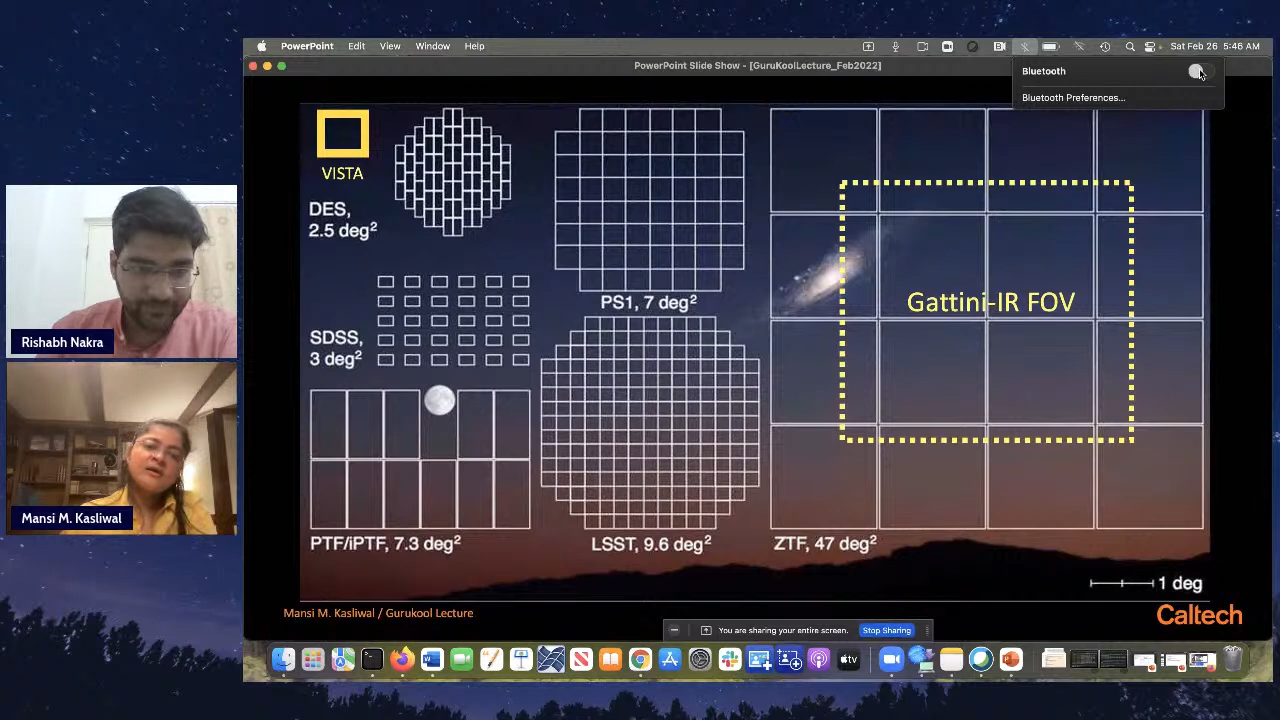 PowerPoint Edit View Window Help
Sat Feb 26 5:46 AM
PowerPoint Slide Show - [GuruKoolLecture_Feb2022]
Bluetooth
Bluetooth Preferences...
VISTA
DES,
2.5 deg²
SDSS,
3 deg²
PTF/iPTF, 7.3 deg²
PS1, 7 deg²
LSST, 9.6 deg²
Gattini-IR FOV
ZTF, 47 deg²
1 deg
Mansi M. Kasliwal / Gurukool Lecture
Caltech
You are sharing your entire screen.
Stop Sharing
tv
Rishabh Nakra
Mansi M. Kasliwal